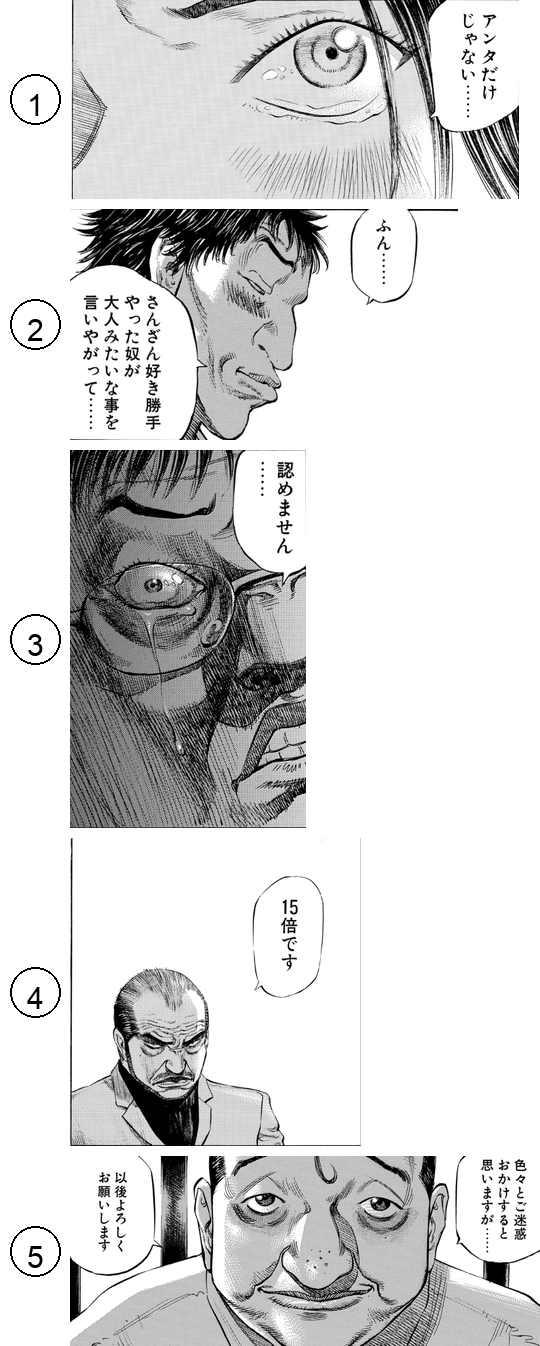 1
アンタだけ
じゃない……
2
ふん……
さんざん好き勝手
やった奴が
大人みたいな事を
言いやがって……
3
認めません
……
4
15
倍です
5
色々とご迷惑
おかけすると
思いますが……
以後よろしく
お願いします